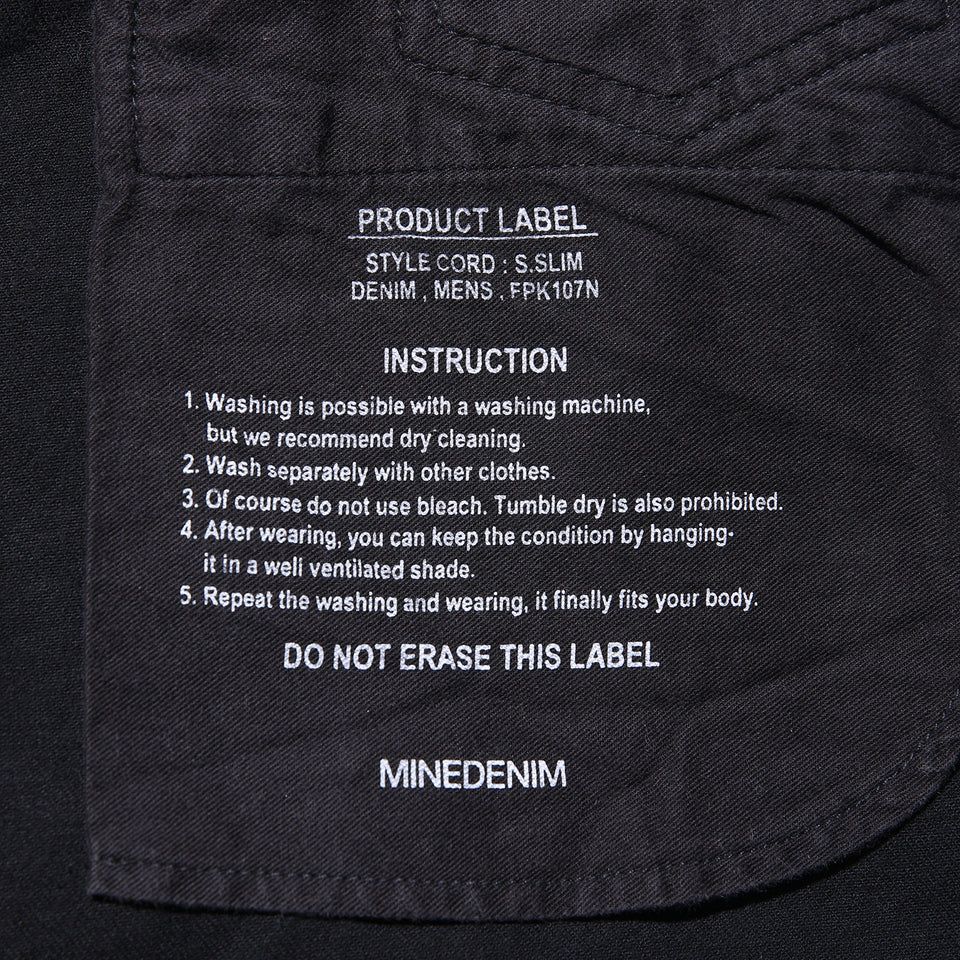 PRODUCT LABEL
STYLE CORD : S.SLIM
DENIM , MENS , FPK107N
INSTRUCTION
1. Washing is possible with a washing machine,
but we recommend dry cleaning.
2. Wash separately with other clothes.
3. Of course do not use bleach. Tumble dry is also prohibited.
4. After wearing, you can keep the condition by hanging-
it in a well ventilated shade.
5. Repeat the washing and wearing, it finally fits your body.
DO NOT ERASE THIS LABEL
MINEDENIM